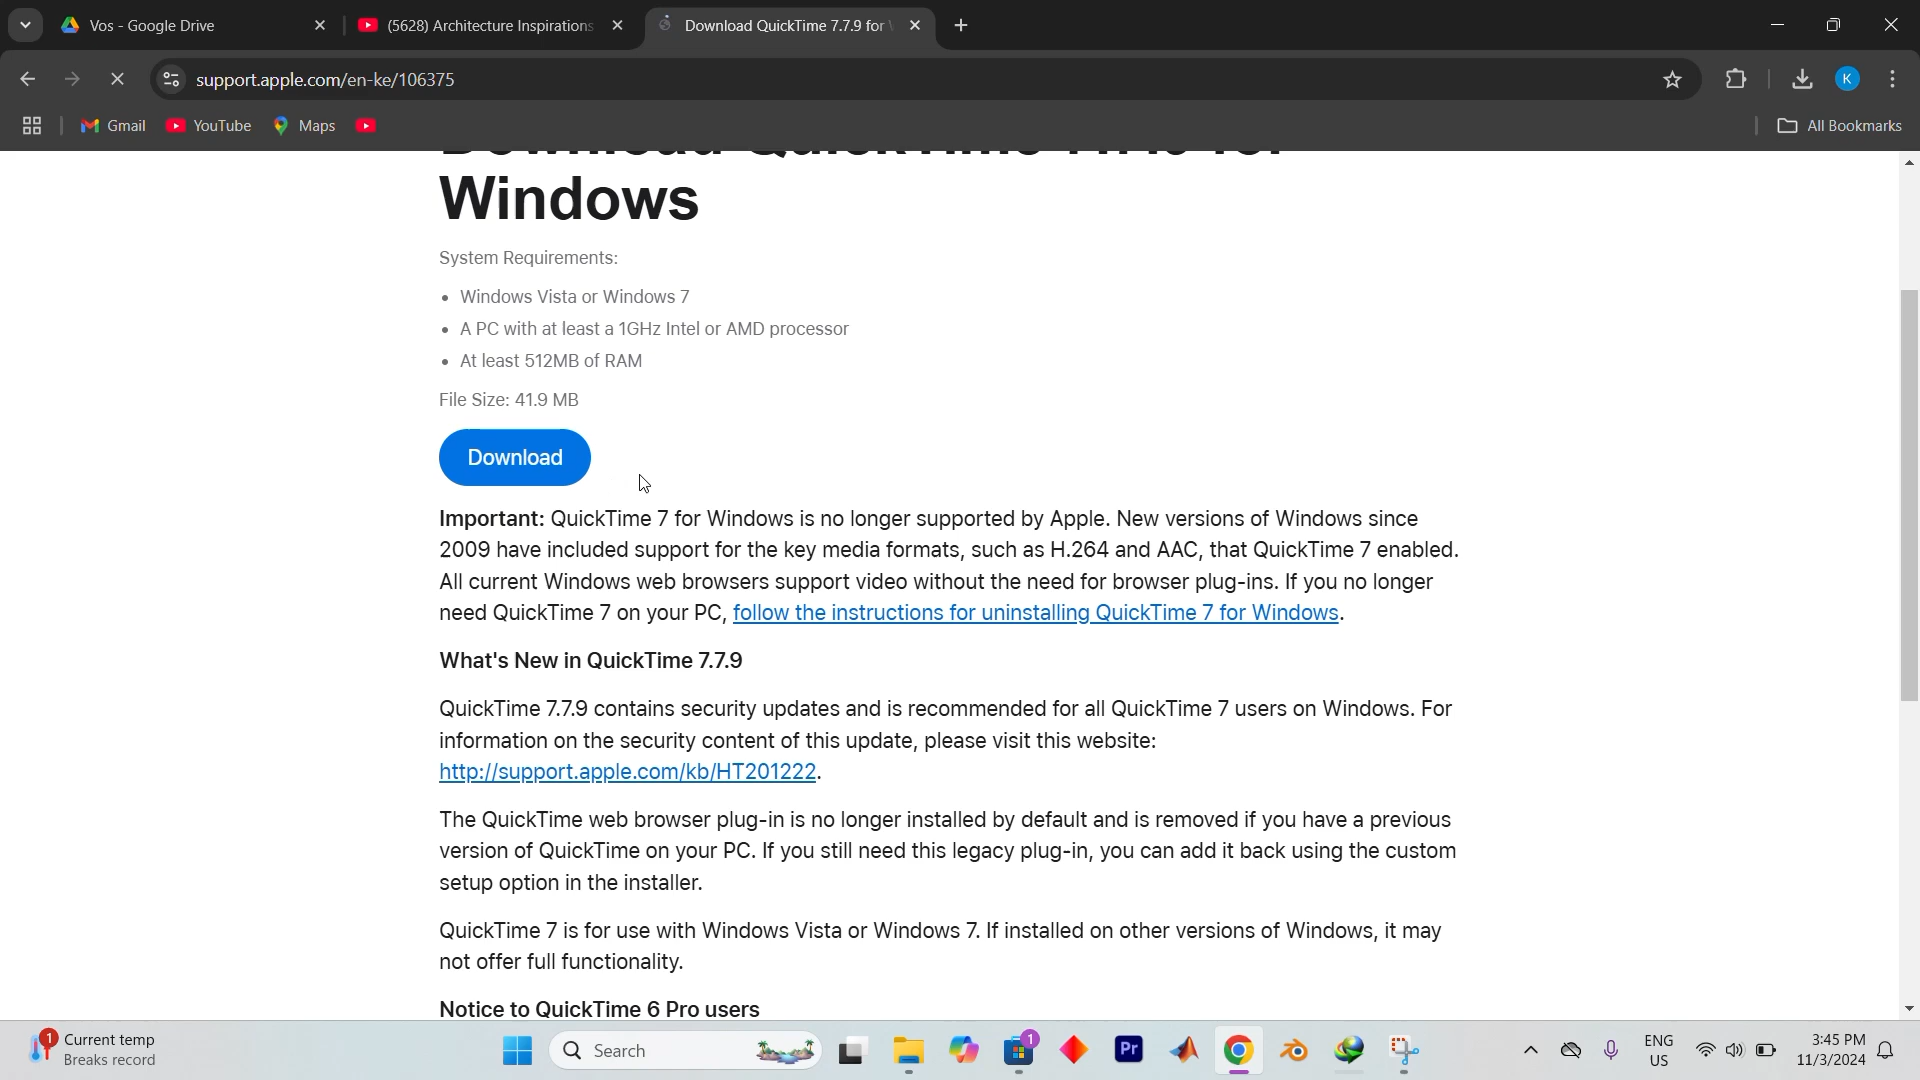 Vos - Google Drive
(5628) Architecture Inspirations
Download QuickTime 7.7.9 for
support.apple.com/en-ke/106375
K
Gmail
YouTube
Maps
All Bookmarks
Download QuickTime 7.7.9 for
Windows
System Requirements:
• Windows Vista or Windows 7
• A PC with at least a 1GHz Intel or AMD processor
• At least 512MB of RAM
File Size: 41.9 MB
Download
Important: QuickTime 7 for Windows is no longer supported by Apple. New versions of Windows since
2009 have included support for the key media formats, such as H.264 and AAC, that QuickTime 7 enabled.
All current Windows web browsers support video without the need for browser plug-ins. If you no longer
need QuickTime 7 on your PC, follow the instructions for uninstalling QuickTime 7 for Windows.
What's New in QuickTime 7.7.9
QuickTime 7.7.9 contains security updates and is recommended for all QuickTime 7 users on Windows. For
information on the security content of this update, please visit this website:
http://support.apple.com/kb/HT201222.
The QuickTime web browser plug-in is no longer installed by default and is removed if you have a previous
version of QuickTime on your PC. If you still need this legacy plug-in, you can add it back using the custom
setup option in the installer.
QuickTime 7 is for use with Windows Vista or Windows 7. If installed on other versions of Windows, it may
not offer full functionality.
Notice to QuickTime 6 Pro users
1
Current temp
Breaks record
Search
1
Pr
ENG
US
3:45 PM
11/3/2024